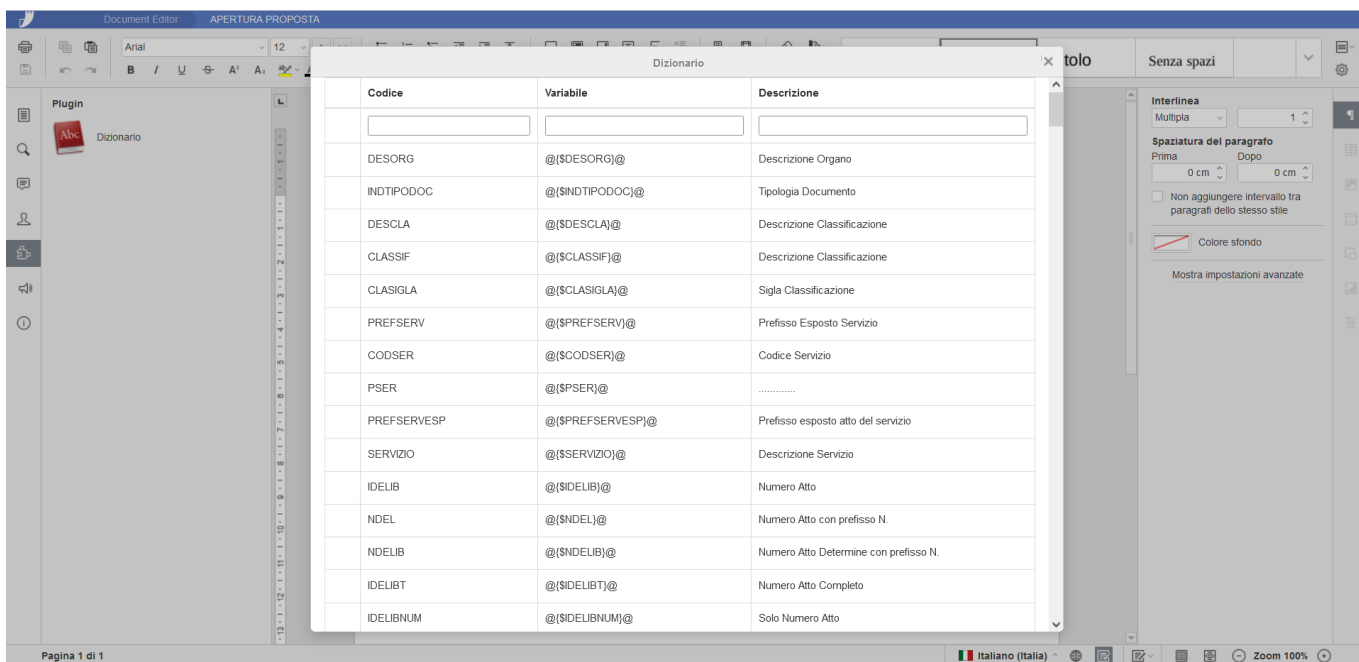 Document Editor APERTURA PROPOSTA
Arial 12
B I U A² A₂
tolo Senza spazi
Dizionario
Plugin
Abc Dizionario
Codice Variabile Descrizione
DESORG @{$DESORG}@ Descrizione Organo
INDTIPODOC @{$INDTIPODOC}@ Tipologia Documento
DESCLA @{$DESCLA}@ Descrizione Classificazione
CLASSIF @{$CLASSIF}@ Descrizione Classificazione
CLASIGLA @{$CLASIGLA}@ Sigla Classificazione
PREFSERV @{$PREFSERV}@ Prefisso Esposto Servizio
CODSER @{$CODSER}@ Codice Servizio
PSER @{$PSER}@ .............
PREFSERVESP @{$PREFSERVESP}@ Prefisso esposto atto del servizio
SERVIZIO @{$SERVIZIO}@ Descrizione Servizio
IDELIB @{$IDELIB}@ Numero Atto
NDEL @{$NDEL}@ Numero Atto con prefisso N.
NDELIB @{$NDELIB}@ Numero Atto Determine con prefisso N.
IDELIBT @{$IDELIBT}@ Numero Atto Completo
IDELIBNUM @{$IDELIBNUM}@ Solo Numero Atto
Interlinea
Multipla 1
Spaziatura del paragrafo
Prima Dopo
0 cm 0 cm
Non aggiungere intervallo tra
paragrafi dello stesso stile
Colore sfondo
Mostra impostazioni avanzate
Pagina 1 di 1 Italiano (Italia) Zoom 100%